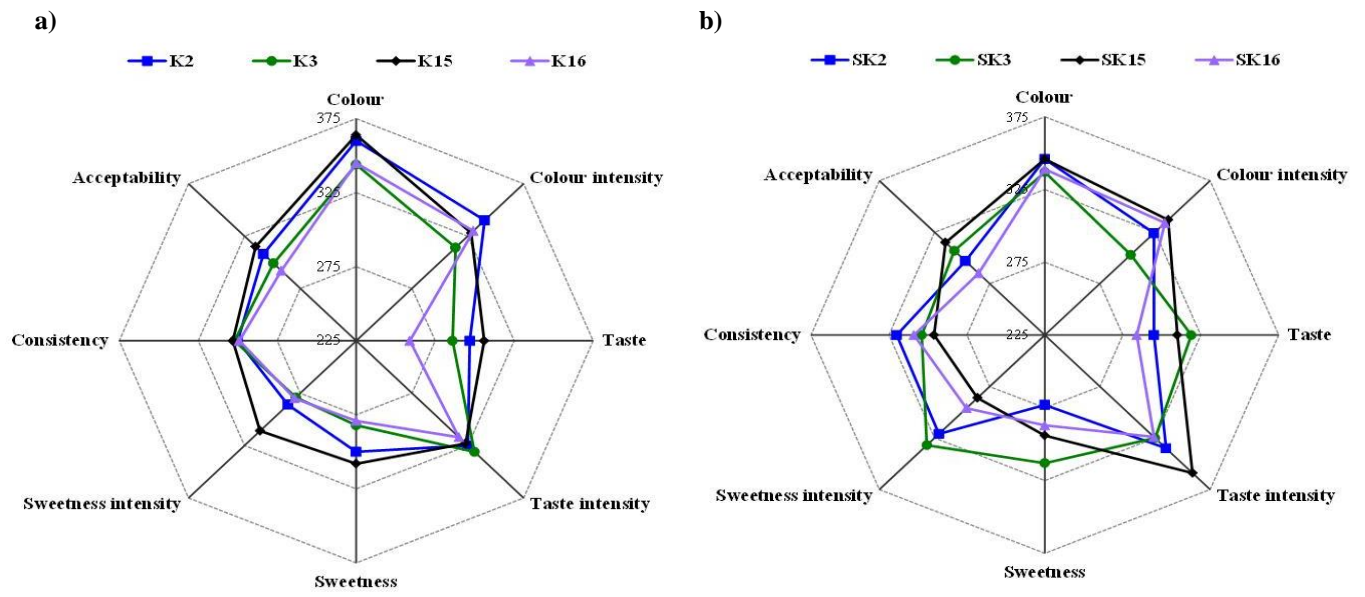 a)
K2 K3 K15 K16
Colour
375
Acceptability
325
Colour intensity
275
Consistency
225
Taste
Sweetness intensity
Taste intensity
Sweetness
b)
SK2 SK3 SK15 SK16
Colour
375
Acceptability
325
Colour intensity
275
Consistency
225
Taste
Sweetness intensity
Taste intensity
Sweetness